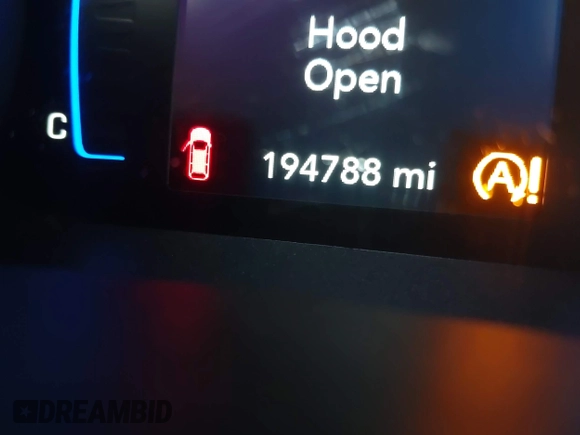 Hood
Open
C
194788 mi
A!
DREAMBID